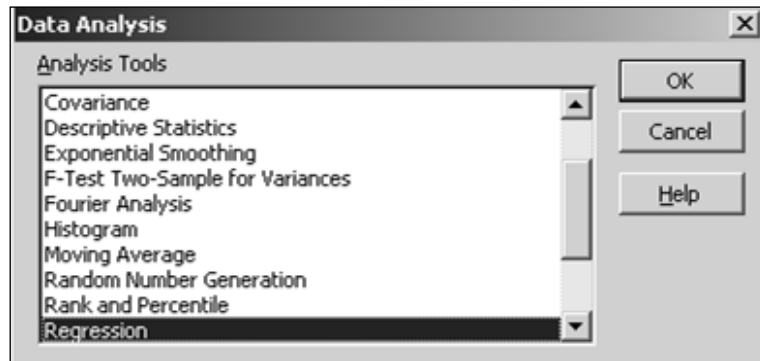 Data Analysis
Analysis Tools
Covariance
Descriptive Statistics
Exponential Smoothing
F-Test Two-Sample for Variances
Fourier Analysis
Histogram
Moving Average
Random Number Generation
Rank and Percentile
Regression
OK
Cancel
Help